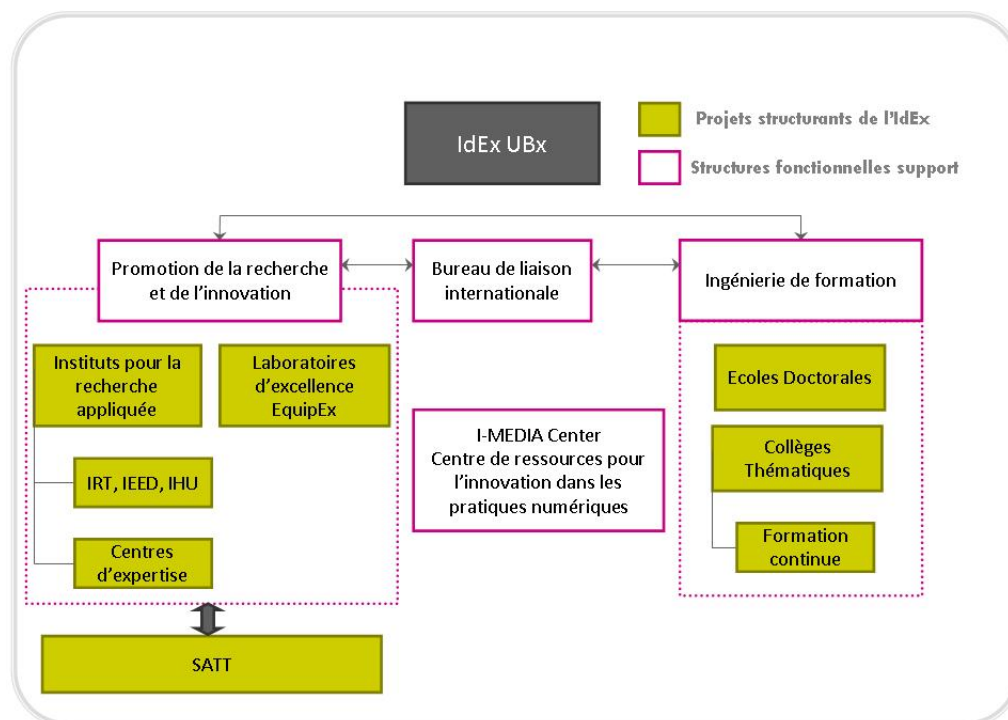 IdEx UBx
Projets structurants de l'IdEx
Structures fonctionnelles support
Promotion de la recherche
et de l'innovation
Bureau de liaison
internationale
Ingénierie de formation
Instituts pour la
recherche
appliquée
Laboratoires
d'excellence
EquipEx
IRT, IEED, IHU
Centres
d'expertise
SATT
I-MEDIA Center
Centre de ressources pour
l'innovation dans les
pratiques numériques
Ecoles Doctorales
Collèges
Thématiques
Formation
continue